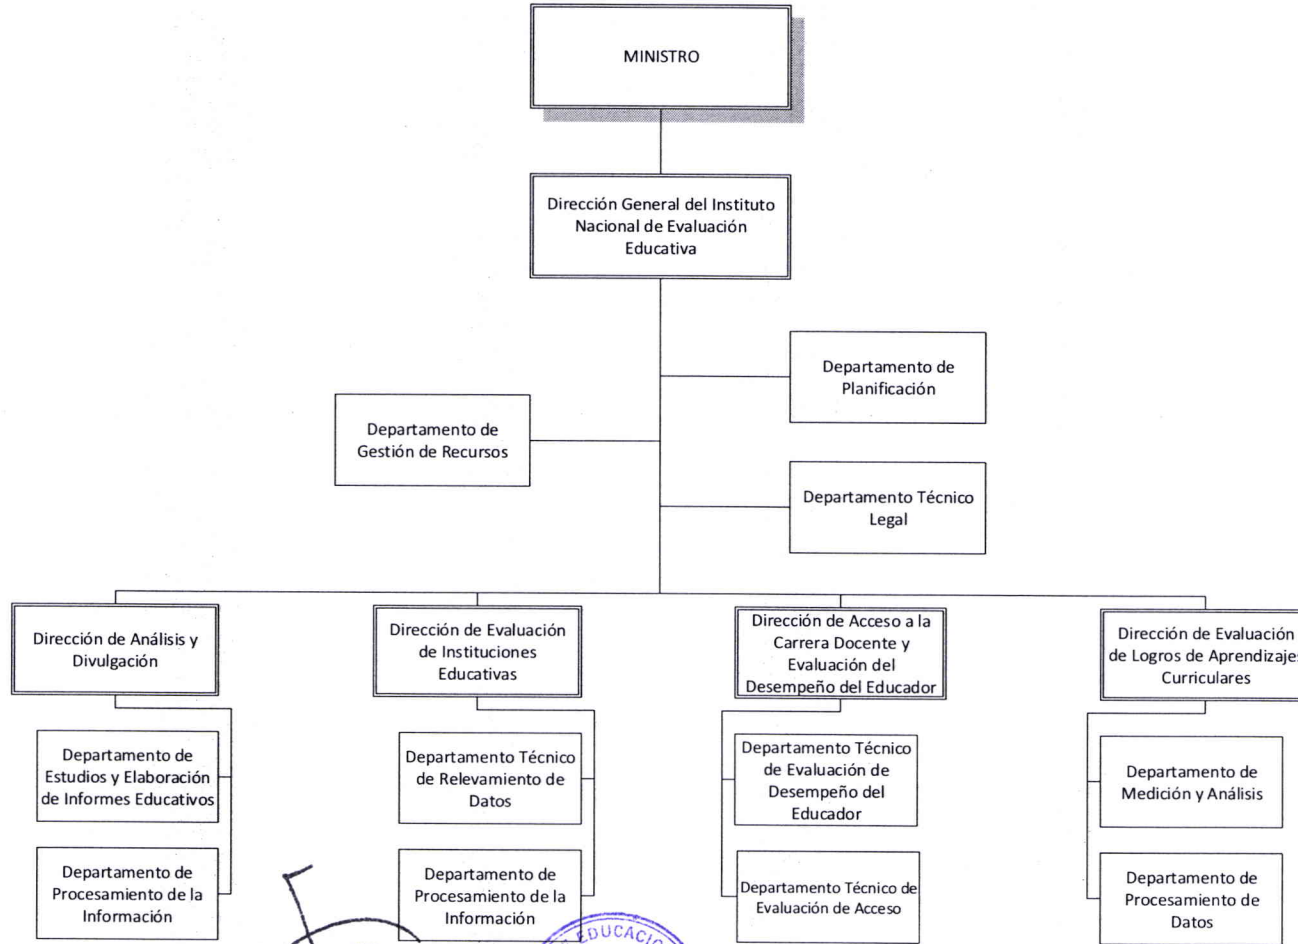 MINISTRO
Dirección General del Instituto
Nacional de Evaluación
Educativa
Departamento de
Planificación
Departamento de
Gestión de Recursos
Departamento Técnico
Legal
Dirección de Análisis y
Divulgación
Dirección de Evaluación
de Instituciones
Educativas
Dirección de Acceso a la
Carrera Docente y
Evaluación del
Desempeño del Educador
Dirección de Evaluación
de Logros de Aprendizajes
Curriculares
Departamento de
Estudios y Elaboración
de Informes Educativos
Departamento de
Procesamiento de la
Información
Departamento Técnico
de Relevamiento de
Datos
Departamento de
Procesamiento de la
Información
Departamento Técnico
de Evaluación de
Desempeño del
Educador
Departamento Técnico de
Evaluación de Acceso
Departamento de
Medición y Análisis
Departamento de
Procesamiento de
Datos
EDUCACIO